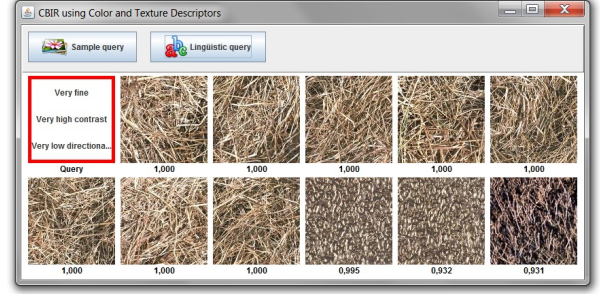 CBIR using Color and Texture Descriptors
Sample query
abc
Lingüistic query
Very fine
Very high contrast
Very low directiona...
Query
1,000
1,000
1,000
1,000
1,000
1,000
1,000
1,000
0,995
0,932
0,931